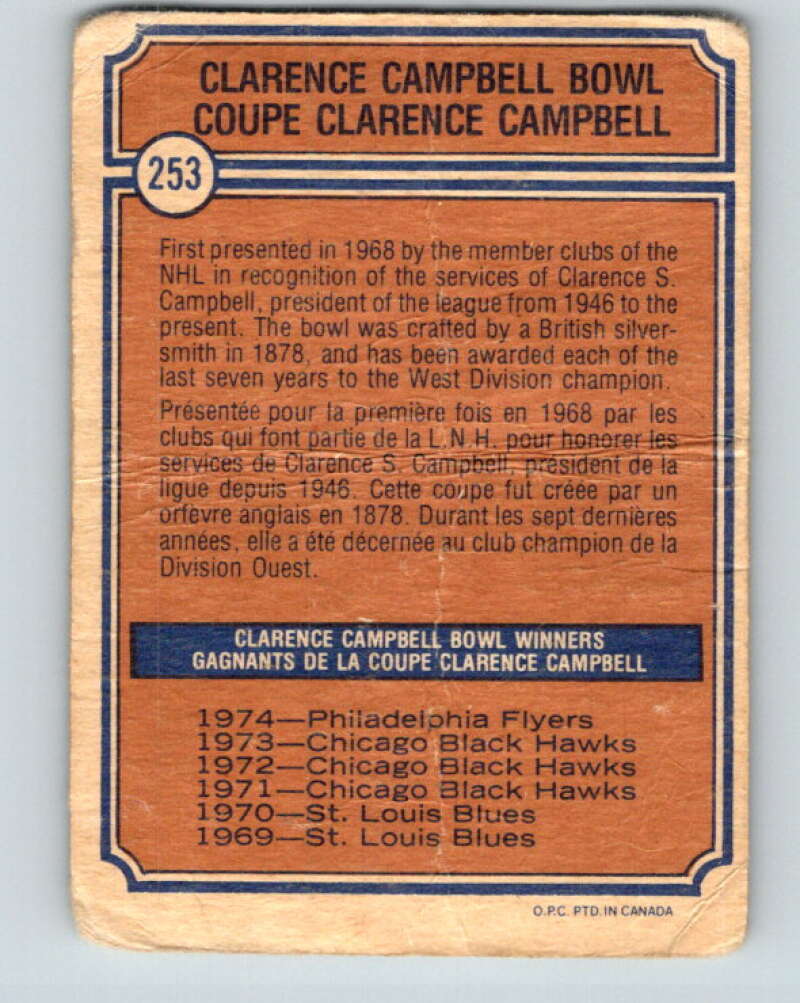 CLARENCE CAMPBELL BOWL
COUPE CLARENCE CAMPBELL
253
First presented in 1968 by the member clubs of the
NHL in recognition of the services of Clarence S.
Campbell, president of the league from 1946 to the
present. The bowl was crafted by a British silver-
smith in 1878, and has been awarded each of the
last seven years to the West Division champion.
Présentée pour la première fois en 1968 par les
clubs qui font partie de la L.N.H. pour honorer les
services de Clarence S. Campbell, président de la
ligue depuis 1946. Cette coupe fut créée par un
orfèvre anglais en 1878. Durant les sept dernières
années, elle a été décernée au club champion de la
Division Ouest.
CLARENCE CAMPBELL BOWL WINNERS
GAGNANTS DE LA COUPE CLARENCE CAMPBELL
1974—Philadelphia Flyers
1973—Chicago Black Hawks
1972—Chicago Black Hawks
1971—Chicago Black Hawks
1970—St. Louis Blues
1969—St. Louis Blues
O.P.C. PTD. IN CANADA